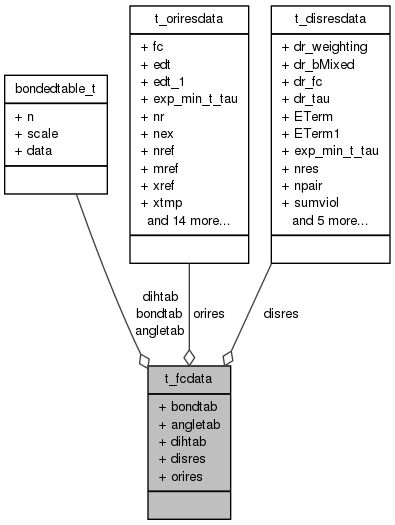 bondedtable_t
+ n
+ scale
+ data
t_oriresdata
+ fc
+ edt
+ edt_1
+ exp_min_t_tau
+ nr
+ nex
+ nref
+ mref
+ xref
+ xtmp
and 14 more...
t_disresdata
+ dr_weighting
+ dr_bMixed
+ dr_fc
+ dr_tau
+ ETerm
+ ETerm1
+ exp_min_t_tau
+ nres
+ npair
+ sumviol
and 5 more...
dihtab
bondtab
angletab
orires
disres
t_fcdata
+ bondtab
+ angletab
+ dihtab
+ disres
+ orires